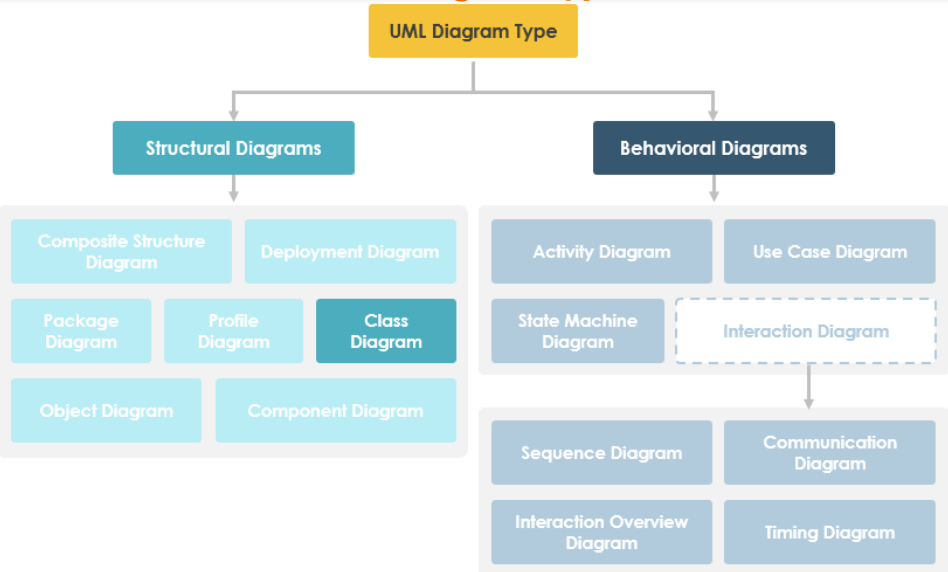 UML Diagram Type
Structural Diagrams
Behavioral Diagrams
Composite Structure
Diagram
Deployment Diagram
Package
Diagram
Profile
Diagram
Class
Diagram
Object Diagram
Component Diagram
Activity Diagram
Use Case Diagram
State Machine
Diagram
Interaction Diagram
Sequence Diagram
Communication
Diagram
Interaction Overview
Diagram
Timing Diagram